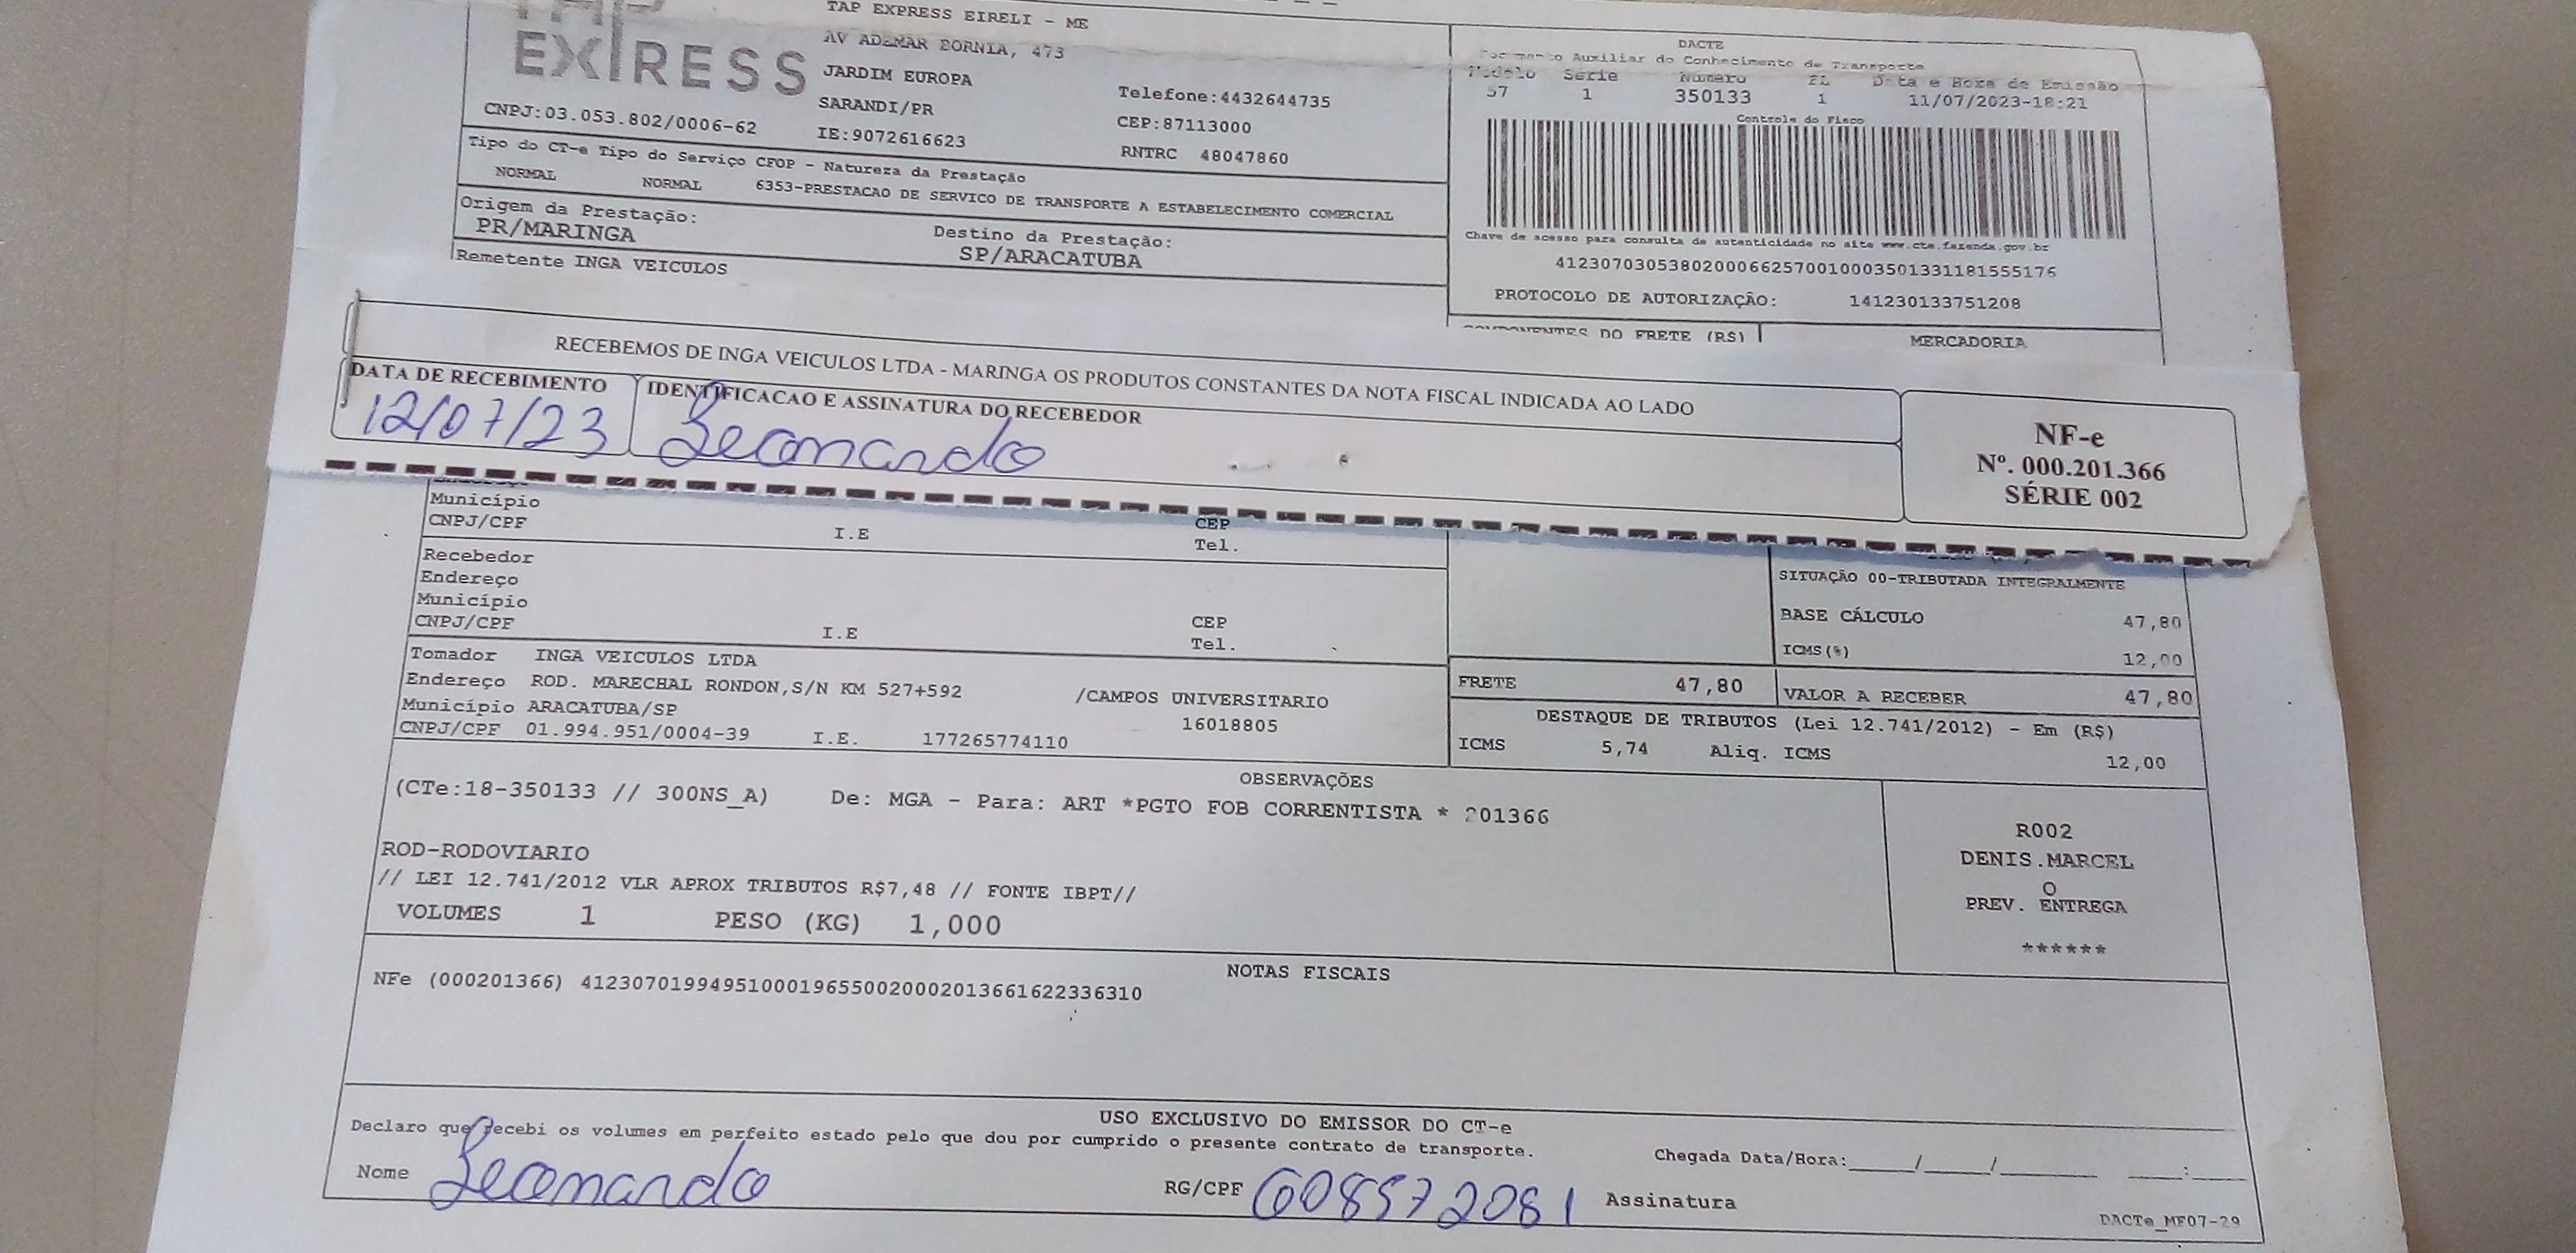 TAP
EXPRESS
TAP EXPRESS EIRELI - ME
AV ADEMAR BORNIA, 473
JARDIM EUROPA
SARANDI/PR
IE:9072616623
Telefone:4432644735
CEP:87113000
RNTRC 48047860
CNPJ:03.053.802/0006-62
DACTE
Documento Auxiliar do Conhecimento de Transporte
Modelo Série Número FL Data e Hora de Emissão
57 1 350133 1 11/07/2023-18:21
Controle do Fisco
Chave de acesso para consulta de autenticidade no site www.cte.fazenda.gov.br
41230703053802000662570010003501331181555176
PROTOCOLO DE AUTORIZAÇÃO: 141230133751208
Tipo do CT-e Tipo do Serviço CFOP - Natureza da Prestação
NORMAL NORMAL 6353-PRESTACAO DE SERVICO DE TRANSPORTE A ESTABELECIMENTO COMERCIAL
Origem da Prestação: Destino da Prestação:
PR/MARINGA SP/ARACATUBA
Remetente INGA VEICULOS
COMPONENTES DO FRETE (R$) MERCADORIA
RECEBEMOS DE INGA VEICULOS LTDA - MARINGA OS PRODUTOS CONSTANTES DA NOTA FISCAL INDICADA AO LADO
DATA DE RECEBIMENTO IDENTIFICACAO E ASSINATURA DO RECEBEDOR
12/07/23 Leonardo
NF-e
Nº. 000.201.366
SÉRIE 002
Município CEP
CNPJ/CPF I.E Tel.
Recebedor
Endereço
Município CEP
CNPJ/CPF I.E Tel.
SITUAÇÃO 00-TRIBUTADA INTEGRALMENTE
BASE CÁLCULO 47,80
ICMS(%) 12,00
Tomador INGA VEICULOS LTDA
Endereço ROD. MARECHAL RONDON,S/N KM 527+592 /CAMPOS UNIVERSITARIO
Município ARACATUBA/SP 16018805
CNPJ/CPF 01.994.951/0004-39 I.E. 177265774110
FRETE 47,80 VALOR A RECEBER 47,80
DESTAQUE DE TRIBUTOS (Lei 12.741/2012) - Em (R$)
ICMS 5,74 Aliq. ICMS 12,00
OBSERVAÇÕES
(CTe:18-350133 // 300NS_A) De: MGA - Para: ART *PGTO FOB CORRENTISTA * 201366
ROD-RODOVIARIO
// LEI 12.741/2012 VLR APROX TRIBUTOS R$7,48 // FONTE IBPT//
VOLUMES 1 PESO (KG) 1,000
R002
DENIS.MARCEL
O
PREV. ENTREGA
******
NOTAS FISCAIS
NFe (000201366) 41230701994951000196550020002013661622336310
USO EXCLUSIVO DO EMISSOR DO CT-e
Declaro que recebi os volumes em perfeito estado pelo que dou por cumprido o presente contrato de transporte.
Chegada Data/Hora:_____/_____/_______ ____:____
Nome Leonardo RG/CPF 608572081 Assinatura
DACTe_MF07-29